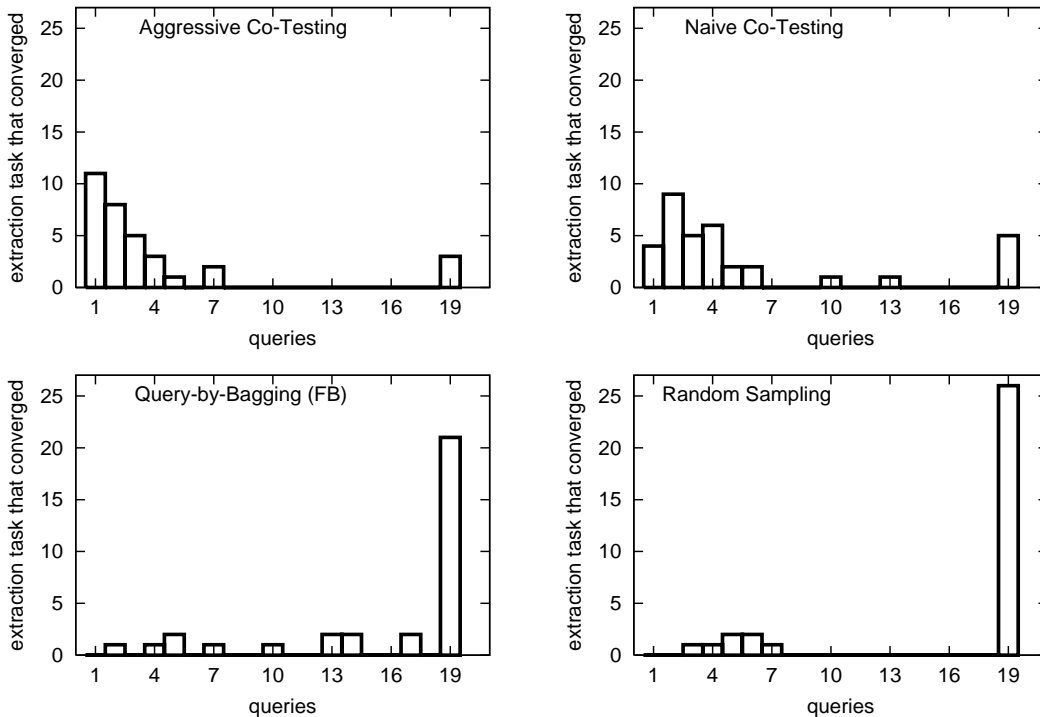 Aggressive Co-Testing
extraction task that converged
25
20
15
10
5
0
1 4 7 10 13 16 19
queries
Naive Co-Testing
extraction task that converged
25
20
15
10
5
0
1 4 7 10 13 16 19
queries
Query-by-Bagging (FB)
extraction task that converged
25
20
15
10
5
0
1 4 7 10 13 16 19
queries
Random Sampling
extraction task that converged
25
20
15
10
5
0
1 4 7 10 13 16 19
queries